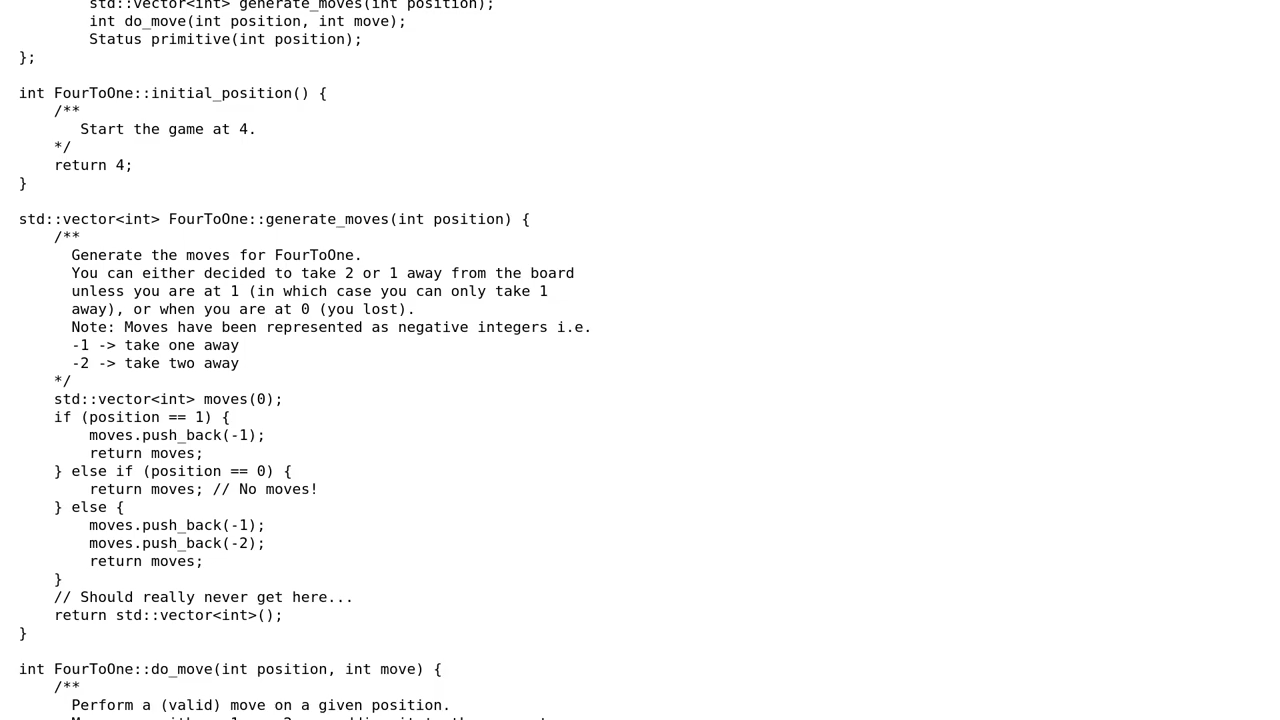 std::vector<int> generate_moves(int position);
int do_move(int position, int move);
Status primitive(int position);
};
int FourToOne::initial_position() {
/**
Start the game at 4.
*/
return 4;
}
std::vector<int> FourToOne::generate_moves(int position) {
/**
Generate the moves for FourToOne.
You can either decided to take 2 or 1 away from the board
unless you are at 1 (in which case you can only take 1
away), or when you are at 0 (you lost).
Note: Moves have been represented as negative integers i.e.
-1 -> take one away
-2 -> take two away
*/
std::vector<int> moves(0);
if (position == 1) {
moves.push_back(-1);
return moves;
} else if (position == 0) {
return moves; // No moves!
} else {
moves.push_back(-1);
moves.push_back(-2);
return moves;
}
// Should really never get here...
return std::vector<int>();
}
int FourToOne::do_move(int position, int move) {
/**
Perform a (valid) move on a given position.